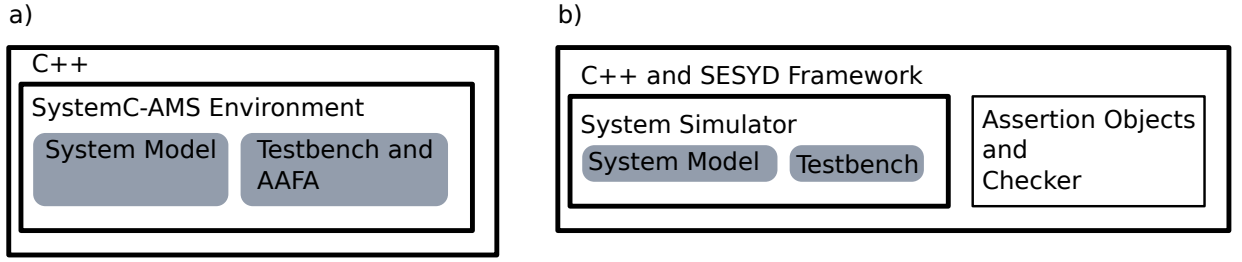 a)
C++
SystemC-AMS Environment
System Model
Testbench and
AAFA
b)
C++ and SESYD Framework
System Simulator
System Model
Testbench
Assertion Objects
and
Checker